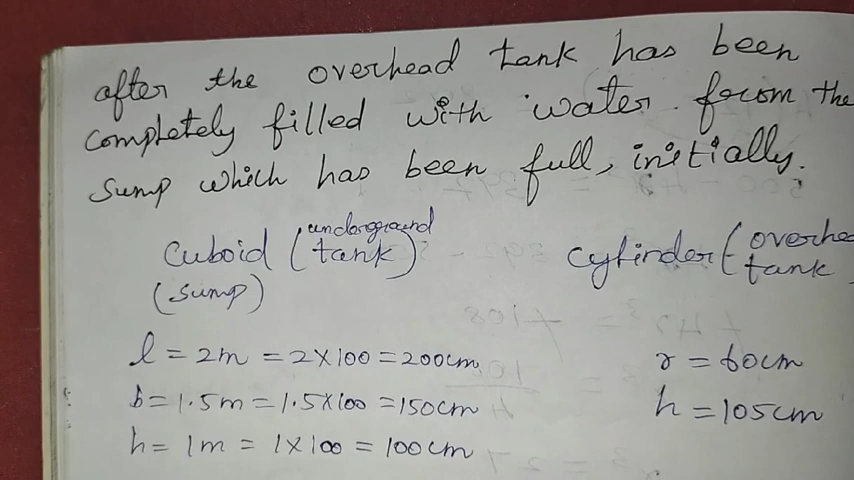 after the overhead tank has been
completely filled with water from the
sump which has been full, initially.
cuboid (underground tank)
(sump)
cylinder (overhea
tank
l = 2m = 2×100 = 200cm
b = 1.5m = 1.5×100 = 150cm
h = 1m = 1×100 = 100cm
r = 60cm
h = 105cm